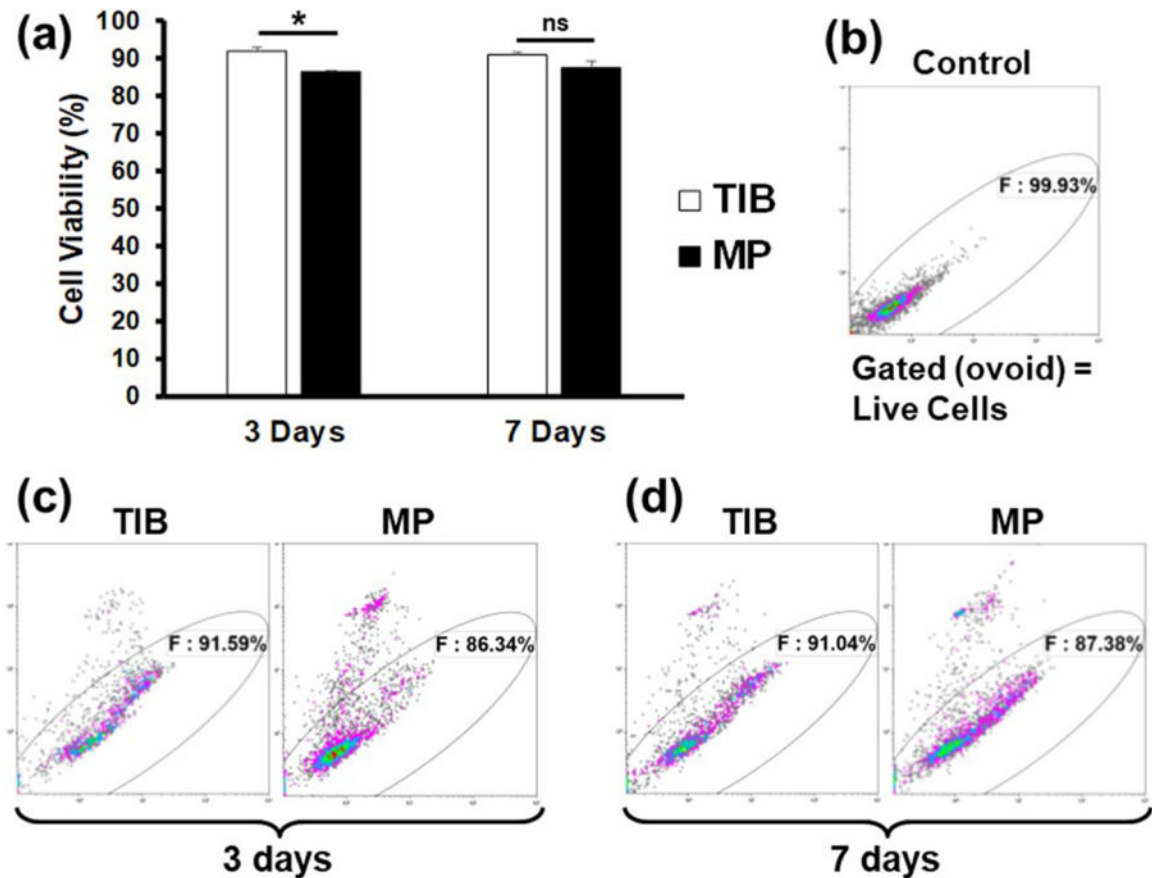 (a)
100
90
80
70
60
50
40
30
20
10
0
Cell Viability (%)
*
ns
3 Days
7 Days
TIB
MP
(b)
Control
F : 99.93%
Gated (ovoid) =
Live Cells
(c)
TIB
MP
F : 91.59%
F : 86.34%
3 days
(d)
TIB
MP
F : 91.04%
F : 87.38%
7 days